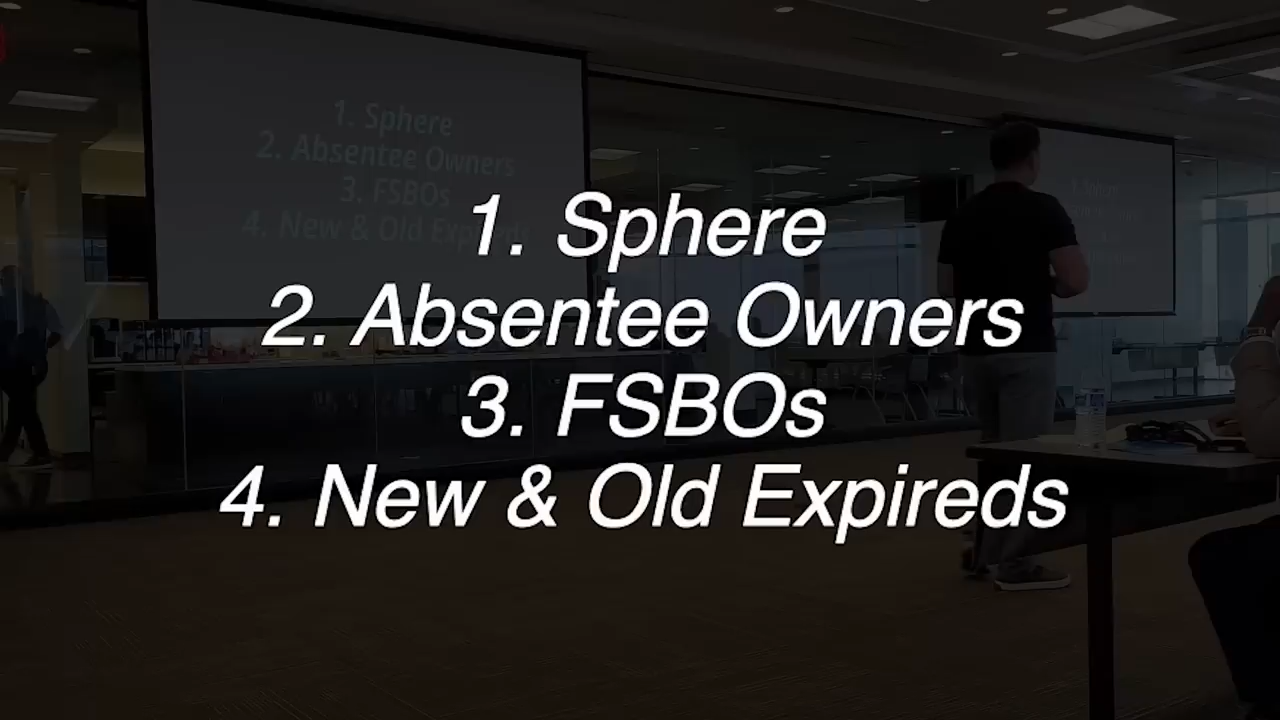 1. Sphere
2. Absentee Owners
3. FSBOs
4. New & Old Expireds
1. Sphere
2. Absentee Owners
3. FSBOs
4. New & Old Expireds